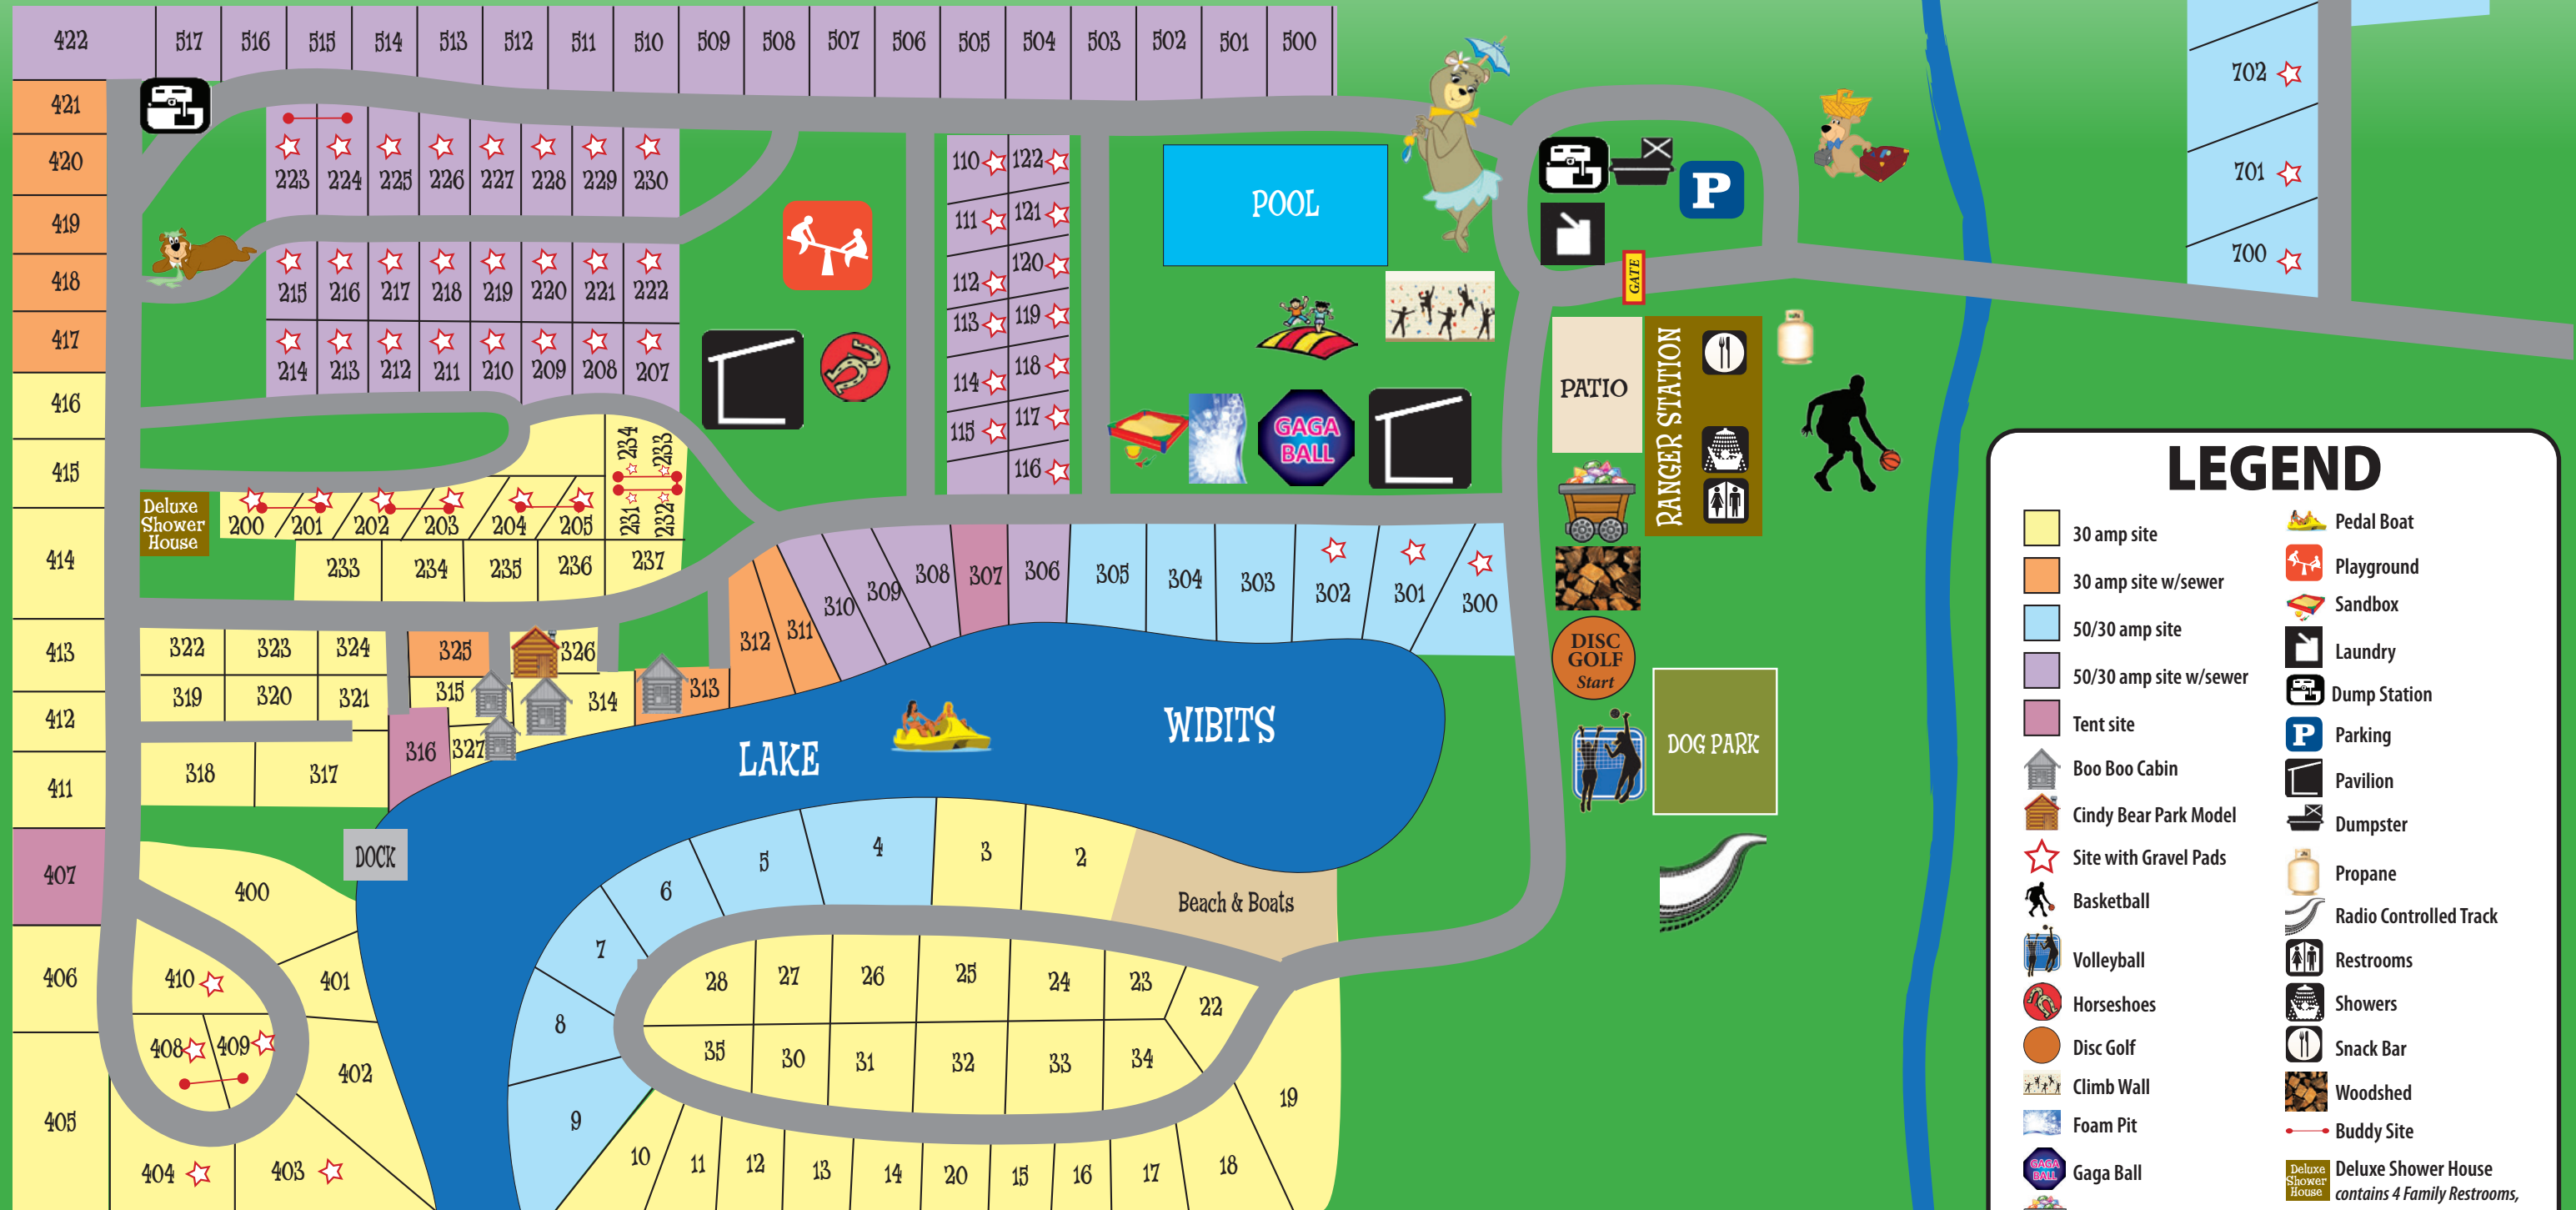 422 517 516 515 514 513 512 511 510 509 508 507 506 505 504 503 502 501 500
421
420
419
418
417
416
415
414
413
412
411
407
406
405
223 224 225 226 227 228 229 230
215 216 217 218 219 220 221 222
214 213 212 211 210 209 208 207
234 233
231 232
Deluxe
Shower
House
200 201 202 203 204 205
233 234 235 236 237
110 122
111 121
112 120
113 119
114 118
115 117
116
POOL
GAGA
BALL
GATE
P
PATIO
RANGER STATION
702
701
700
312 311 310 309 308 307 306 305 304 303 302 301 300
322 323 324 325 326
319 320 321 315 314 313
318 317 316 327
LAKE
WIBITS
DISC
GOLF
Start
DOG PARK
DOCK
400
401
410
408 409
402
404 403
9 8 7 6 5 4 3 2
Beach & Boats
28 27 26 25 24 23 22
35 30 31 32 33 34
19
10 11 12 13 14 20 15 16 17 18
LEGEND
30 amp site
30 amp site w/sewer
50/30 amp site
50/30 amp site w/sewer
Tent site
Boo Boo Cabin
Cindy Bear Park Model
Site with Gravel Pads
Basketball
Volleyball
Horseshoes
Disc Golf
Climb Wall
Foam Pit
GAGA
BALL
Gaga Ball
Pedal Boat
Playground
Sandbox
Laundry
Dump Station
P
Parking
Pavilion
Dumpster
Propane
Radio Controlled Track
Restrooms
Showers
Snack Bar
Woodshed
Buddy Site
Deluxe
Shower
House
Deluxe Shower House
contains 4 Family Restrooms,